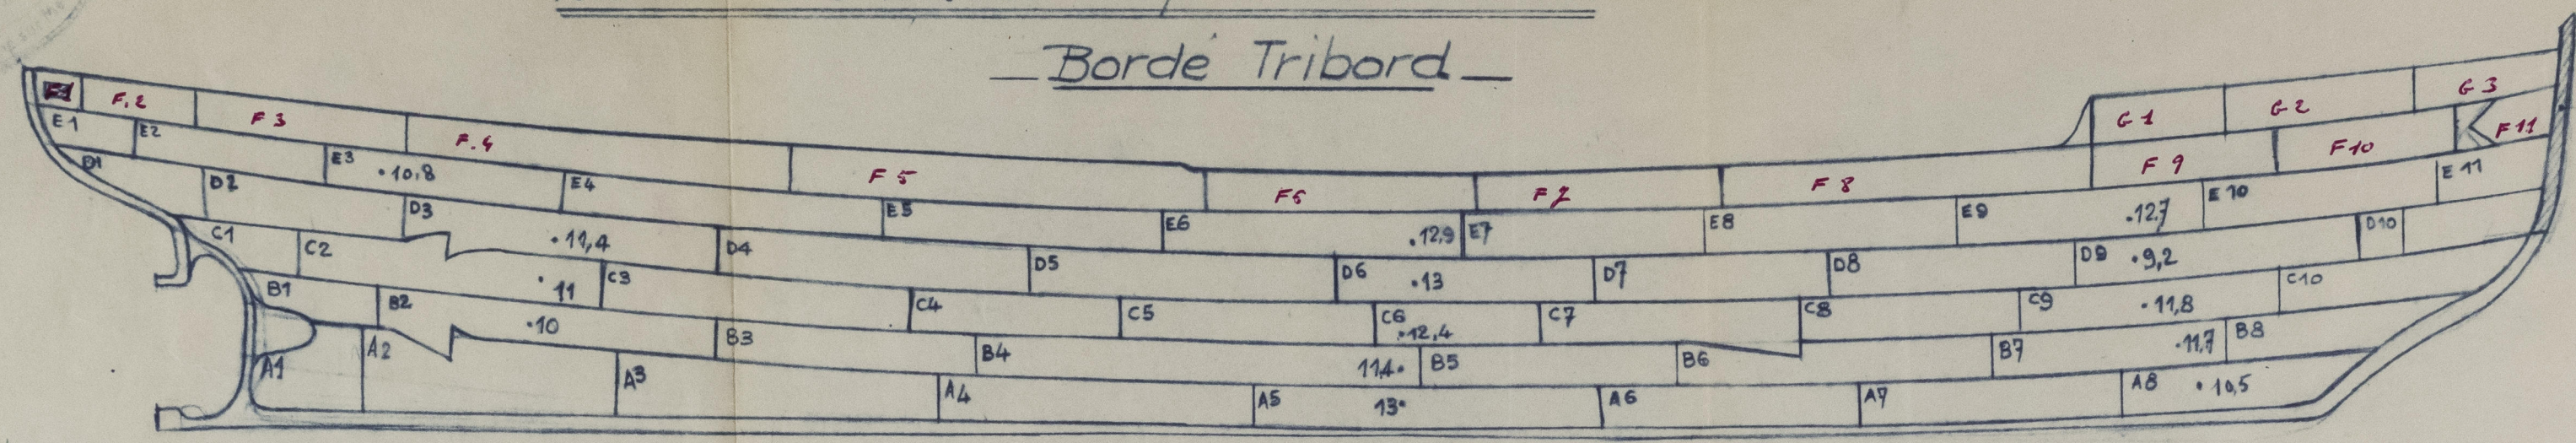 Bordé Tribord
F.2 F 3 F.4 F 5 F 6 F 7 F 8 F 9 F 10 F 11
G 1 G 2 G 3
E1 E2 E3 .10,8 E4 E5 E6 .12,9 E7 E8 E9 .12,7 E10 E11
D1 D2 D3 .11,4 D4 D5 D6 .13 D7 D8 D9 .9,2 D10
C1 C2 .11 C3 C4 C5 C6 .12,4 C7 C8 C9 .11,8 C10
B1 B2 .10 B3 B4 11,4. B5 B6 B7 .11,7 B8
A1 A2 A3 A4 A5 13. A6 A7 A8 .10,5